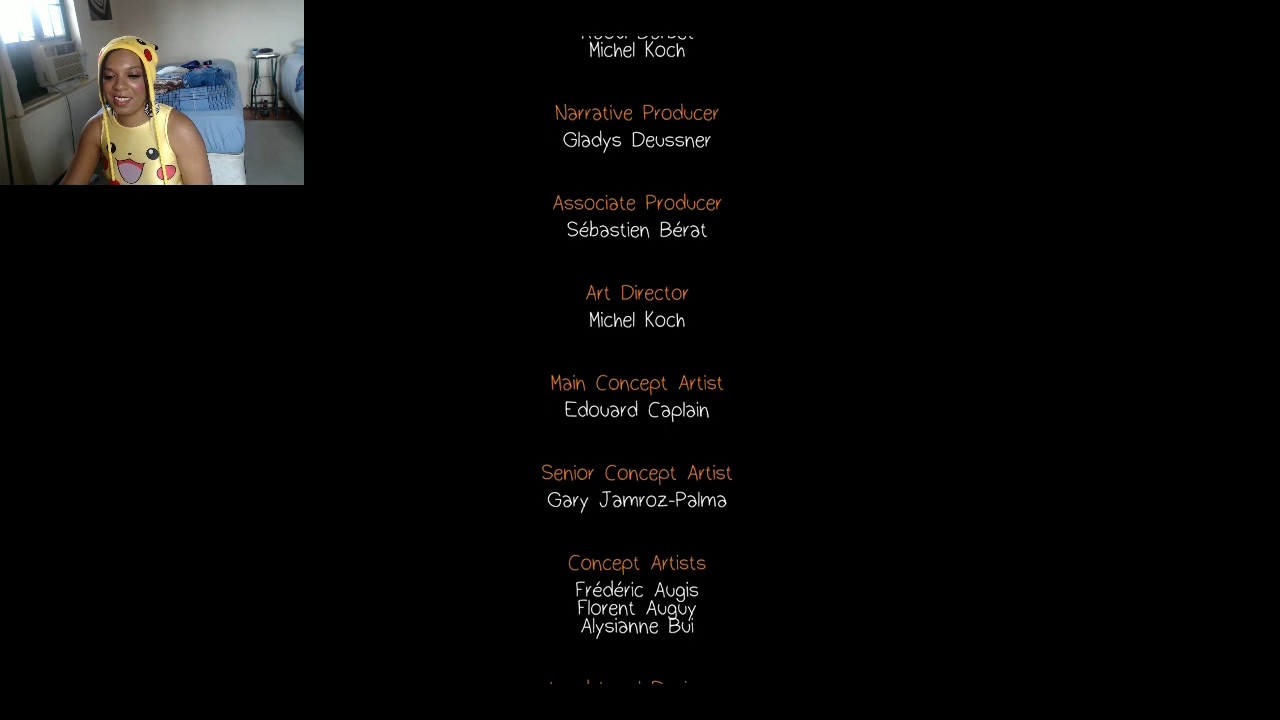 Michel Koch
Narrative Producer
Gladys Deussner
Associate Producer
Sébastien Bérat
Art Director
Michel Koch
Main Concept Artist
Edouard Caplain
Senior Concept Artist
Gary Jamroz-Palma
Concept Artists
Frédéric Augis
Florent Auguy
Alysianne Bui